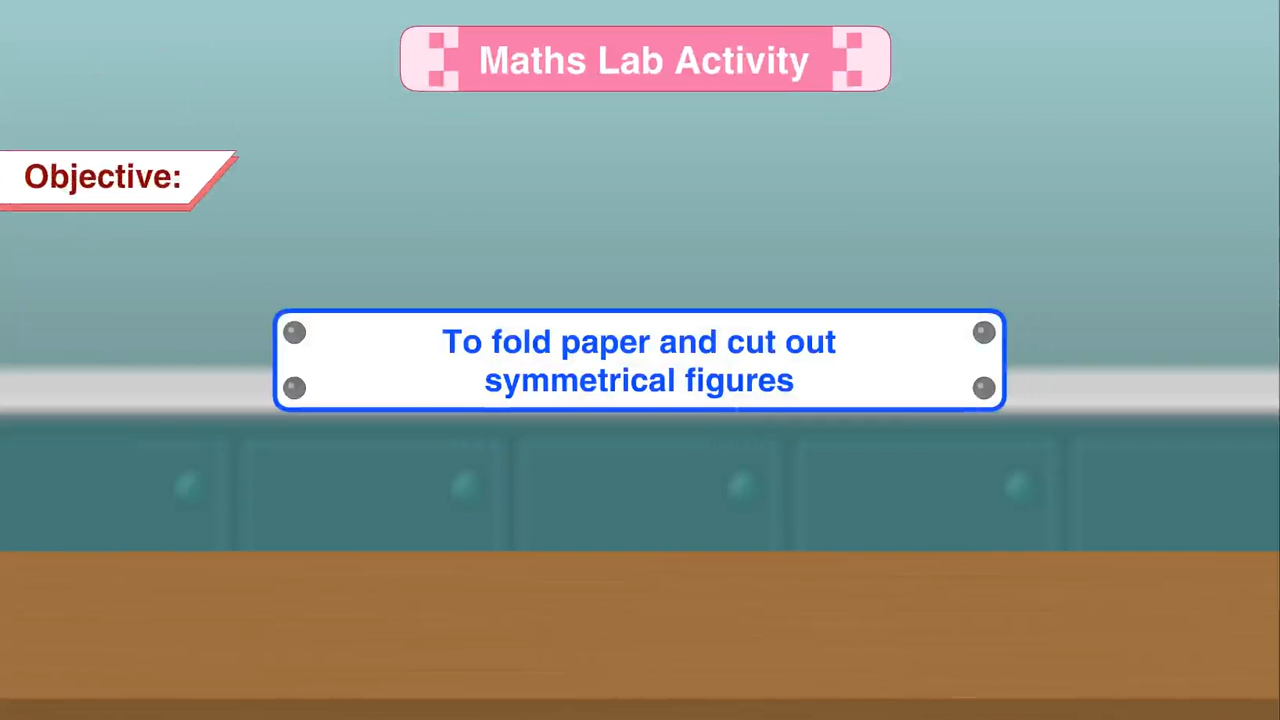 Maths Lab Activity
Objective:
To fold paper and cut out
symmetrical figures